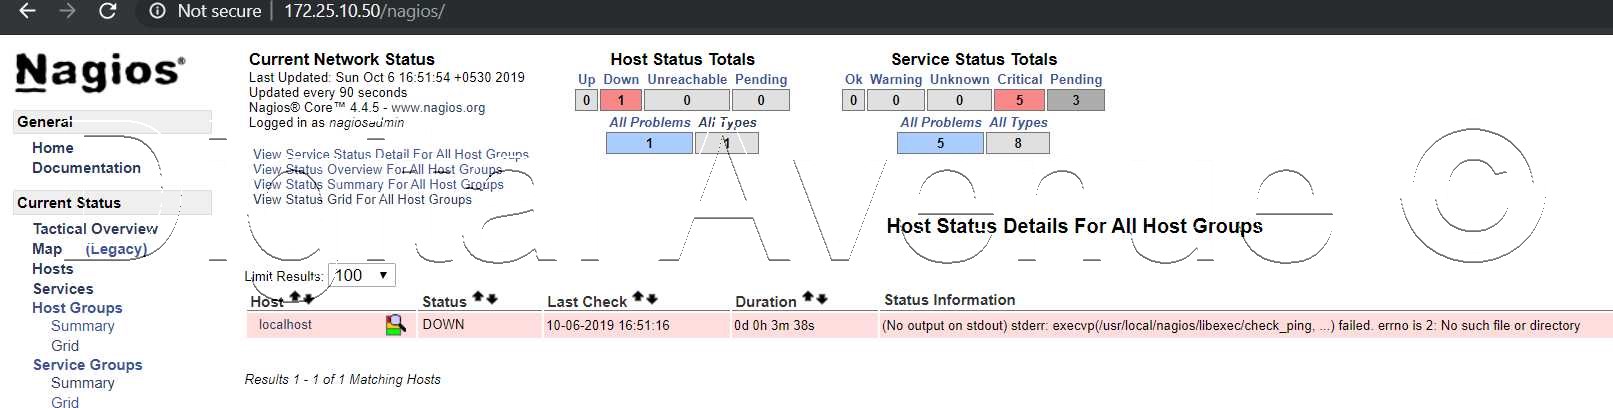 Not secure | 172.25.10.50/nagios/
Nagios®
General
Home
Documentation
Current Status
Tactical Overview
Map (Legacy)
Hosts
Services
Host Groups
Summary
Grid
Service Groups
Summary
Grid
Current Network Status
Last Updated: Sun Oct 6 16:51:54 +0530 2019
Updated every 90 seconds
Nagios® Core™ 4.4.5 - www.nagios.org
Logged in as nagiosadmin
View Service Status Detail For All Host Groups
View Status Overview For All Host Groups
View Status Summary For All Host Groups
View Status Grid For All Host Groups
Host Status Totals
Up Down Unreachable Pending
0 1 0 0
All Problems All Types
1 1
Service Status Totals
Ok Warning Unknown Critical Pending
0 0 0 5 3
All Problems All Types
5 8
Host Status Details For All Host Groups
Limit Results: 100
Host Status Last Check Duration Status Information
localhost DOWN 10-06-2019 16:51:16 0d 0h 3m 38s (No output on stdout) stderr: execvp(/usr/local/nagios/libexec/check_ping, ...) failed. errno is 2: No such file or directory
Results 1 - 1 of 1 Matching Hosts